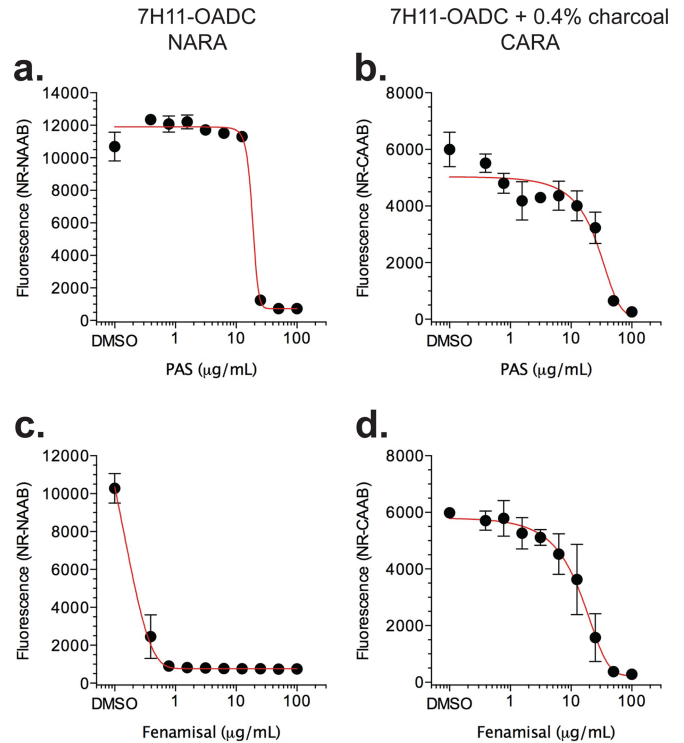 7H11-OADC
NARA
7H11-OADC + 0.4% charcoal
CARA
a.
14000
12000
10000
8000
6000
4000
2000
0
Fluorescence (NR-NAAB)
DMSO
1
10
100
PAS (μg/mL)
b.
8000
6000
4000
2000
0
Fluorescence (NR-CAAB)
DMSO
1
10
100
PAS (μg/mL)
c.
12000
10000
8000
6000
4000
2000
0
Fluorescence (NR-NAAB)
DMSO
1
10
100
Fenamisal (μg/mL)
d.
8000
6000
4000
2000
0
Fluorescence (NR-CAAB)
DMSO
1
10
100
Fenamisal (μg/mL)